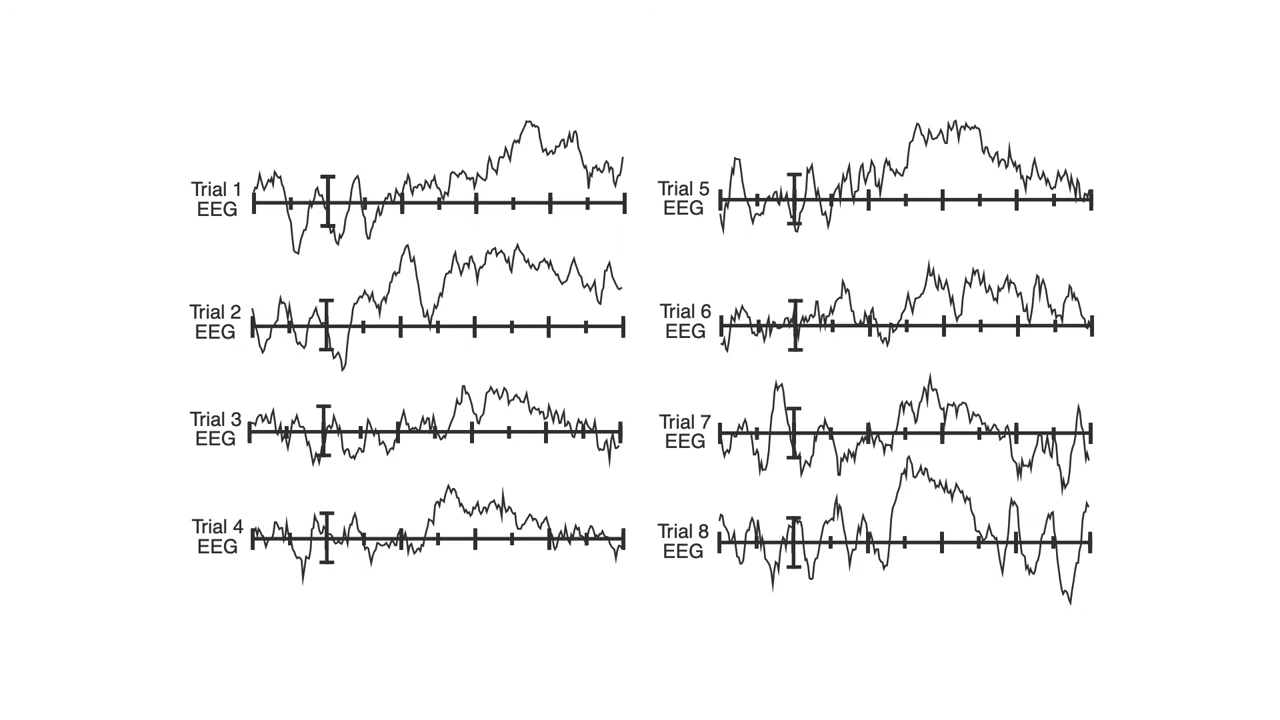 Trial 1
EEG
Trial 2
EEG
Trial 3
EEG
Trial 4
EEG
Trial 5
EEG
Trial 6
EEG
Trial 7
EEG
Trial 8
EEG